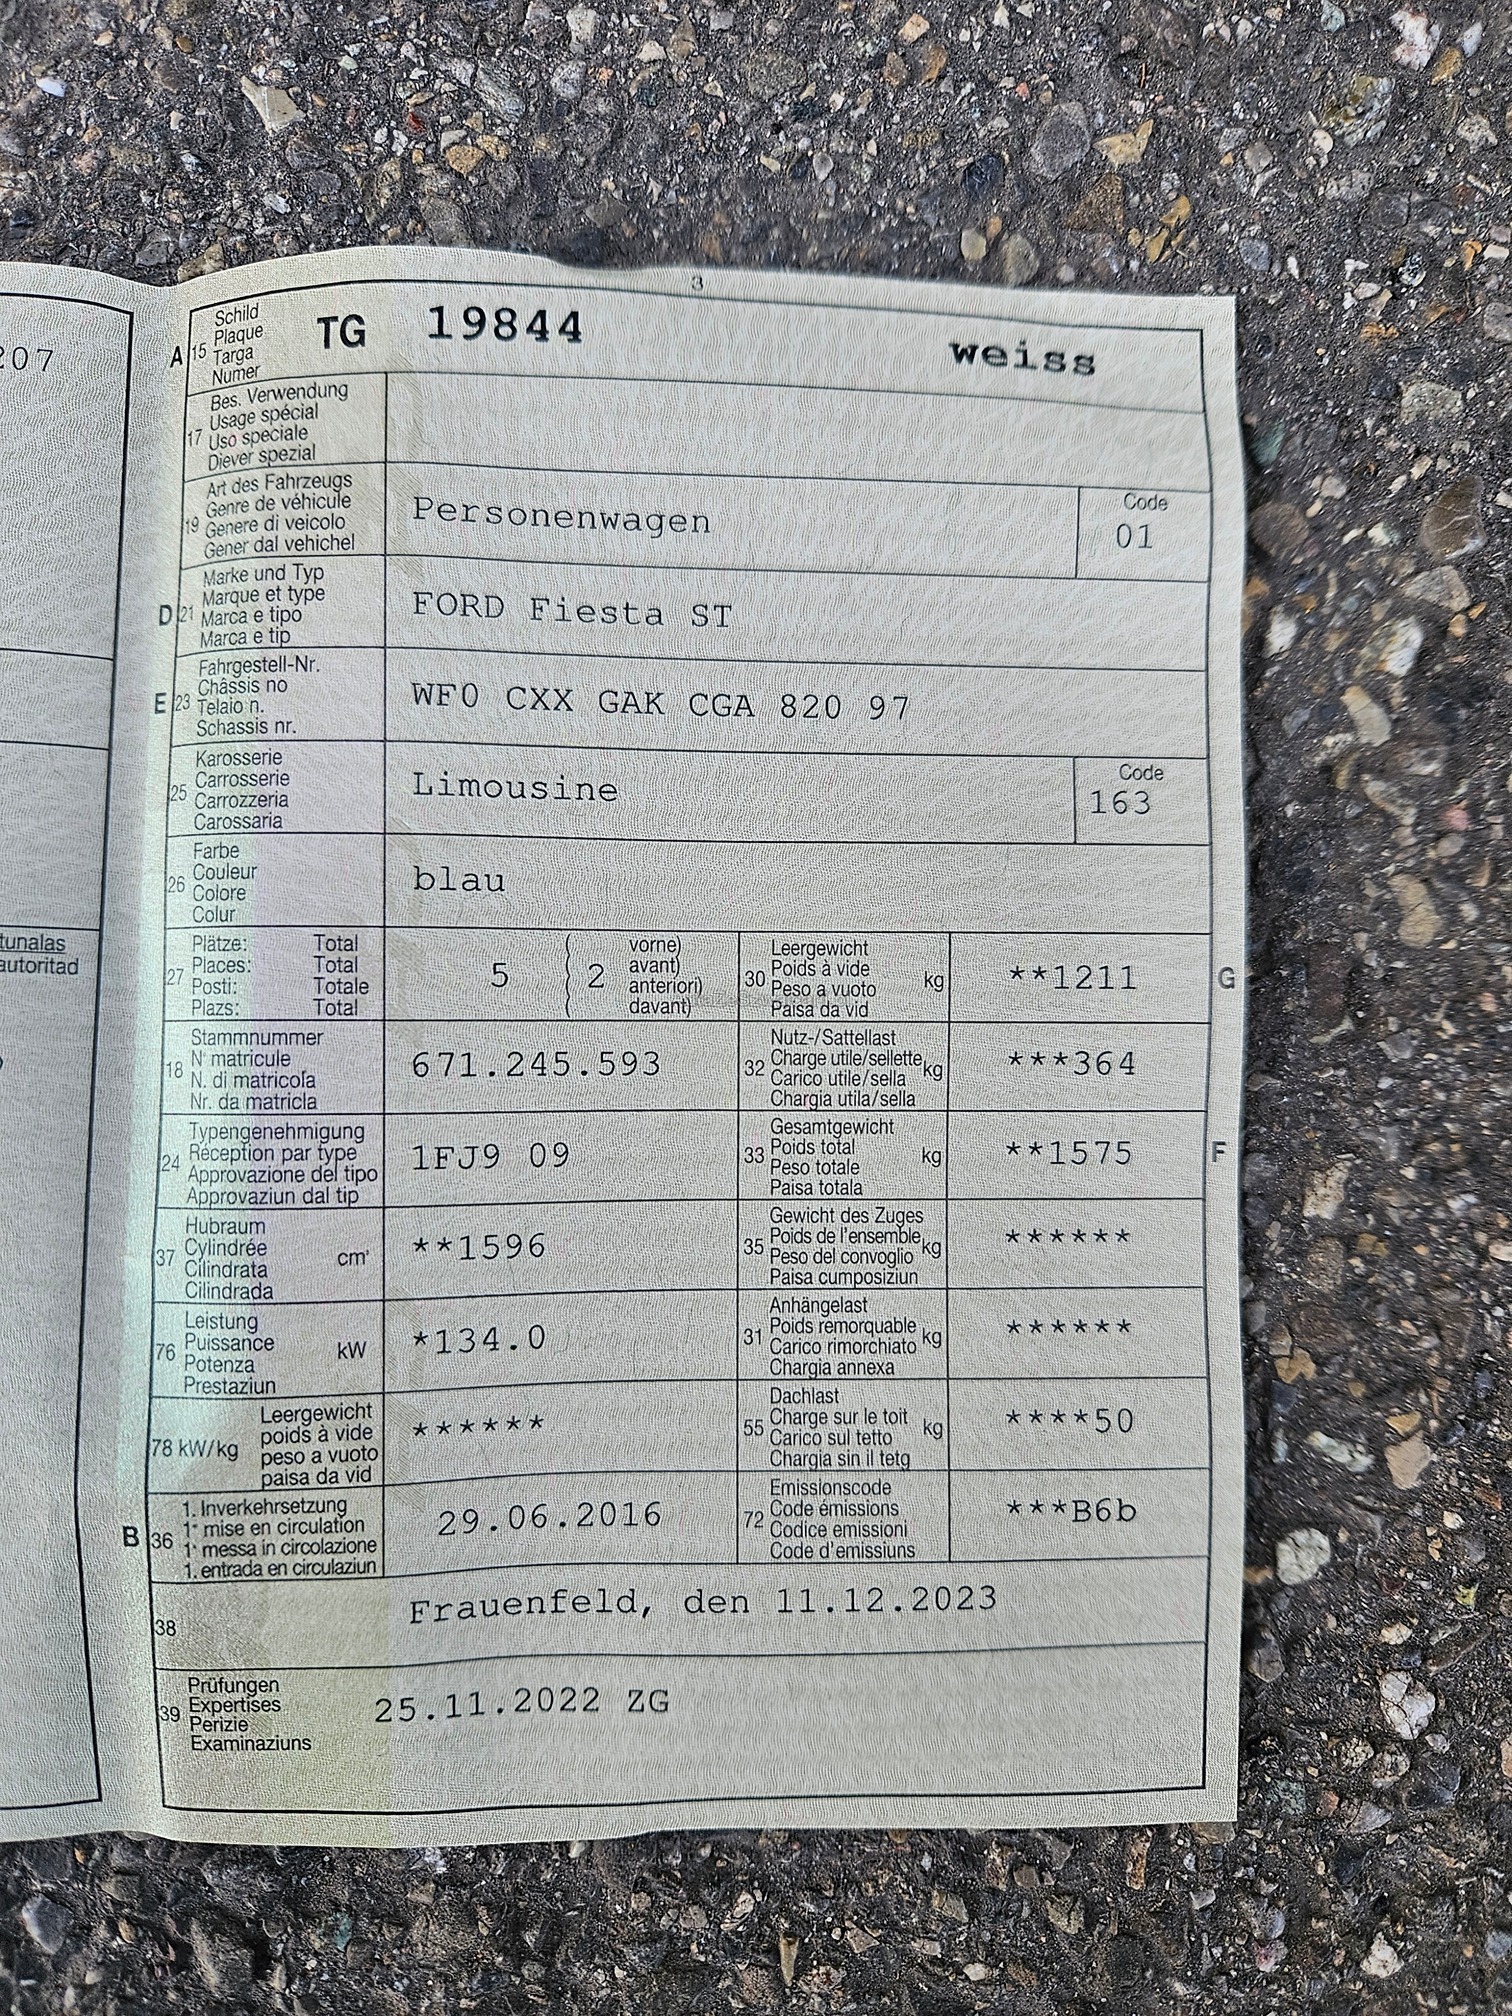 3
207
A 15 Schild
Plaque
Targa
Numer
TG 19844 weiss
17 Bes. Verwendung
Usage spécial
Uso speciale
Diever spezial
19 Art des Fahrzeugs
Genre de véhicule
Genere di veicolo
Gener dal vehichel
Personenwagen
Code
01
D 21 Marke und Typ
Marque et type
Marca e tipo
Marca e tip
FORD Fiesta ST
E 23 Fahrgestell-Nr.
Châssis no
Telaio n.
Schassis nr.
WF0 CXX GAK CGA 820 97
25 Karosserie
Carrosserie
Carrozzeria
Carossaria
Limousine
Code
163
26 Farbe
Couleur
Colore
Colur
blau
tunalas
autoritad
27 Plätze: Total
Places: Total
Posti: Totale
Plazs: Total
5 ( 2 vorne)
avant)
anteriori)
davant)
30 Leergewicht
Poids à vide
Peso a vuoto
Paisa da vid
kg
**1211
G
18 Stammnummer
N° matricule
N. di matricola
Nr. da matricla
671.245.593
32 Nutz-/Sattellast
Charge utile/sellette
Carico utile/sella
Chargia utila/sella
kg
***364
24 Typengenehmigung
Réception par type
Approvazione del tipo
Approvaziun dal tip
1FJ9 09
33 Gesamtgewicht
Poids total
Peso totale
Paisa totala
kg
**1575
F
37 Hubraum
Cylindrée
Cilindrata
Cilindrada
cm³
**1596
35 Gewicht des Zuges
Poids de l'ensemble
Peso del convoglio
Paisa cumposiziun
kg
******
76 Leistung
Puissance
Potenza
Prestaziun
kW
*134.0
31 Anhängelast
Poids remorquable
Carico rimorchiato
Chargia annexa
kg
******
78 kW/kg Leergewicht
poids à vide
peso a vuoto
paisa da vid
******
55 Dachlast
Charge sur le toit
Carico sul tetto
Chargia sin il tetg
kg
****50
B 36 1. Inverkehrsetzung
1° mise en circulation
1ª messa in circolazione
1. entrada en circulaziun
29.06.2016
72 Emissionscode
Code émissions
Codice emissioni
Code d'emissiuns
***B6b
38 Frauenfeld, den 11.12.2023
39 Prüfungen
Expertises
Perizie
Examinaziuns
25.11.2022 ZG